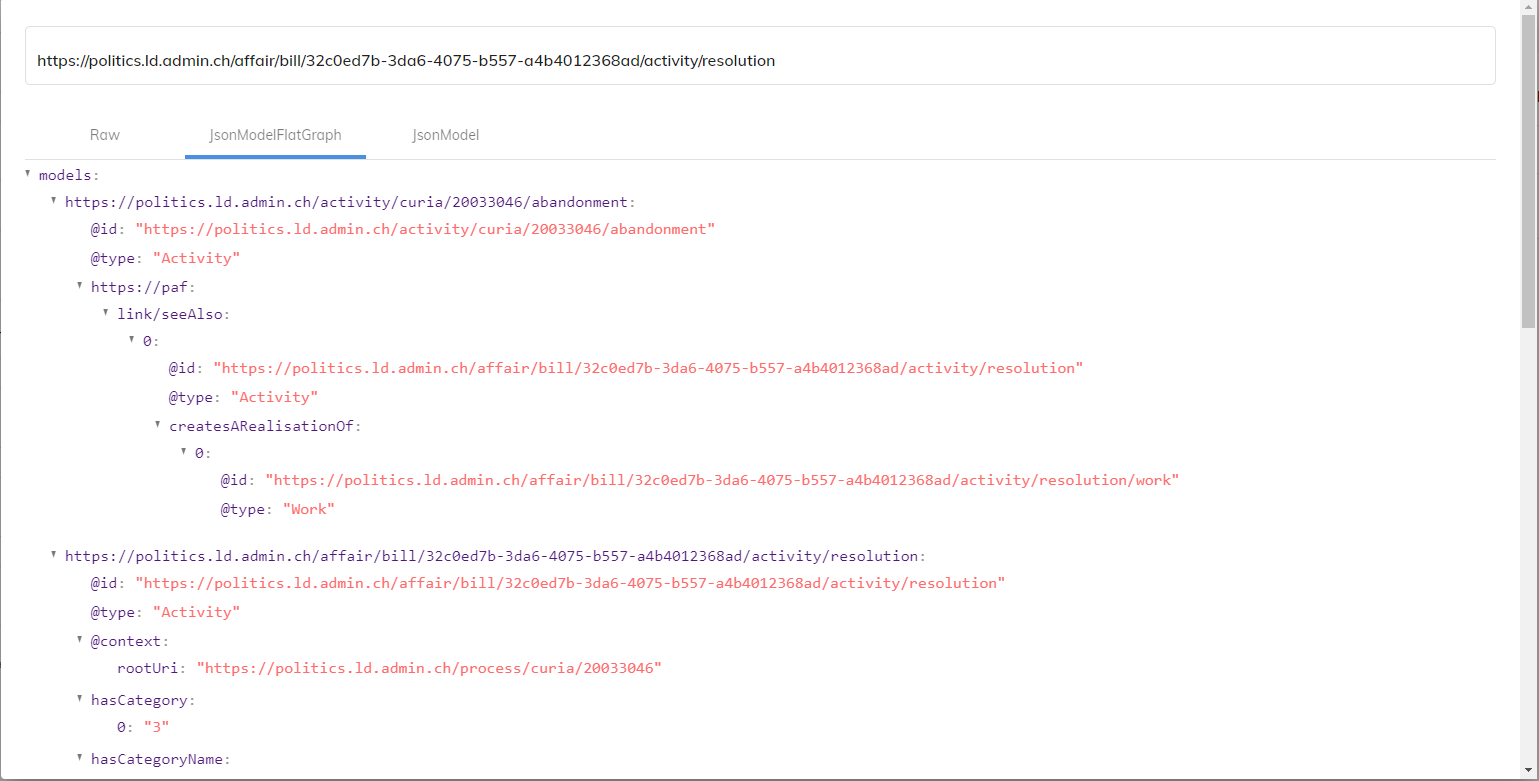 https://politics.ld.admin.ch/affair/bill/32c0ed7b-3da6-4075-b557-a4b4012368ad/activity/resolution
Raw JsonModelFlatGraph JsonModel
models:
https://politics.ld.admin.ch/activity/curia/20033046/abandonment:
@id: "https://politics.ld.admin.ch/activity/curia/20033046/abandonment"
@type: "Activity"
https://paf:
link/seeAlso:
0:
@id: "https://politics.ld.admin.ch/affair/bill/32c0ed7b-3da6-4075-b557-a4b4012368ad/activity/resolution"
@type: "Activity"
createsARealisationOf:
0:
@id: "https://politics.ld.admin.ch/affair/bill/32c0ed7b-3da6-4075-b557-a4b4012368ad/activity/resolution/work"
@type: "Work"
https://politics.ld.admin.ch/affair/bill/32c0ed7b-3da6-4075-b557-a4b4012368ad/activity/resolution:
@id: "https://politics.ld.admin.ch/affair/bill/32c0ed7b-3da6-4075-b557-a4b4012368ad/activity/resolution"
@type: "Activity"
@context:
rootUri: "https://politics.ld.admin.ch/process/curia/20033046"
hasCategory:
0: "3"
hasCategoryName: